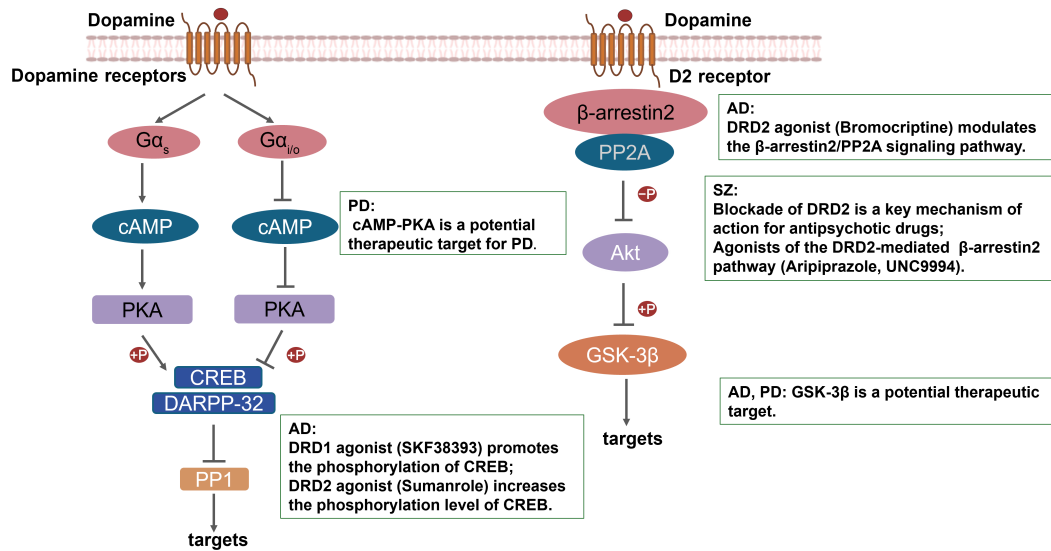 Dopamine
Dopamine receptors
Gαs
Gαi/o
cAMP
cAMP
PKA
PKA
+P
+P
CREB
DARPP-32
PP1
targets
PD:
cAMP-PKA is a potential
therapeutic target for PD.
AD:
DRD1 agonist (SKF38393) promotes
the phosphorylation of CREB;
DRD2 agonist (Sumanrole) increases
the phosphorylation level of CREB.
Dopamine
D2 receptor
β-arrestin2
PP2A
–P
Akt
+P
GSK-3β
targets
AD:
DRD2 agonist (Bromocriptine) modulates
the β-arrestin2/PP2A signaling pathway.
SZ:
Blockade of DRD2 is a key mechanism of
action for antipsychotic drugs;
Agonists of the DRD2-mediated β-arrestin2
pathway (Aripiprazole, UNC9994).
AD, PD: GSK-3β is a potential therapeutic
target.